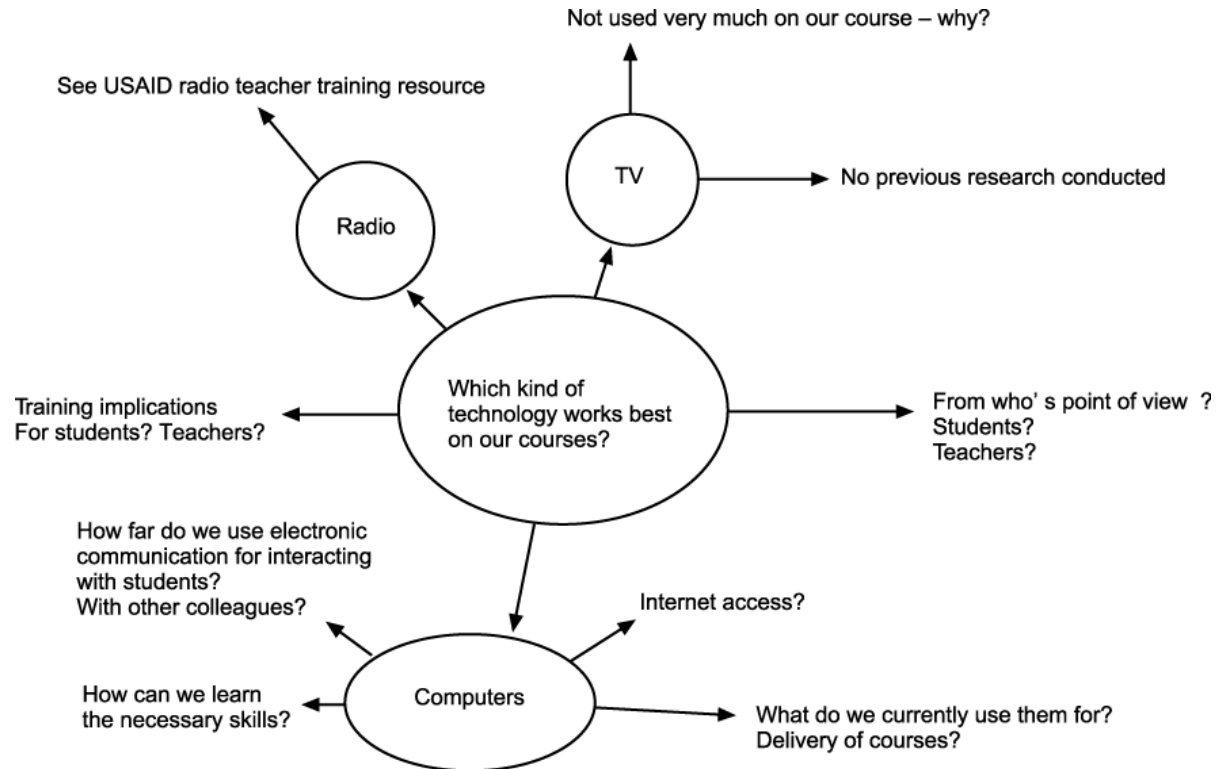 Not used very much on our course – why?
See USAID radio teacher training resource
TV
No previous research conducted
Radio
Which kind of
technology works best
on our courses?
Training implications
For students? Teachers?
From who' s point of view ?
Students?
Teachers?
How far do we use electronic
communication for interacting
with students?
With other colleagues?
Internet access?
How can we learn
the necessary skills?
Computers
What do we currently use them for?
Delivery of courses?